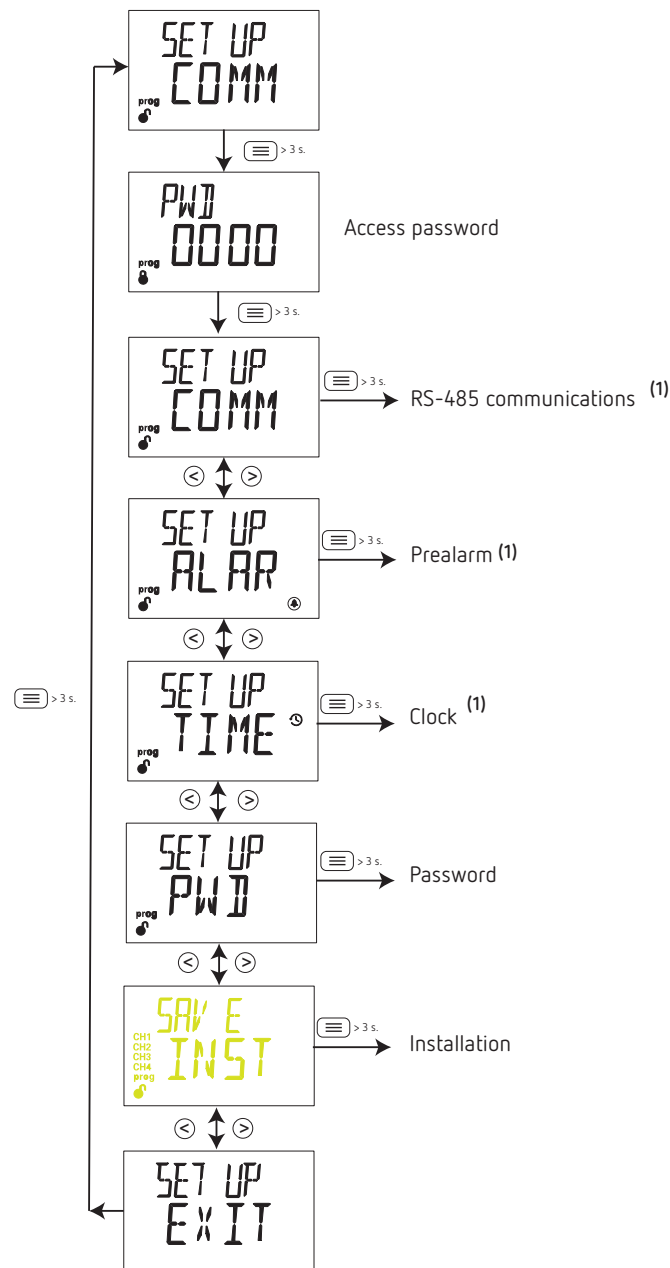 SET UP
COMM
prog
> 3 s.
PWD
0000
prog
Access password
> 3 s.
SET UP
COMM
prog
> 3 s.
RS-485 communications (1)
< >
SET UP
ALAR
prog
> 3 s.
Prealarm (1)
< >
SET UP
TIME
prog
> 3 s.
Clock (1)
> 3 s.
< >
SET UP
PWD
prog
> 3 s.
Password
< >
SAVE
INST
CH1
CH2
CH3
CH4
prog
> 3 s.
Installation
< >
SET UP
EXIT